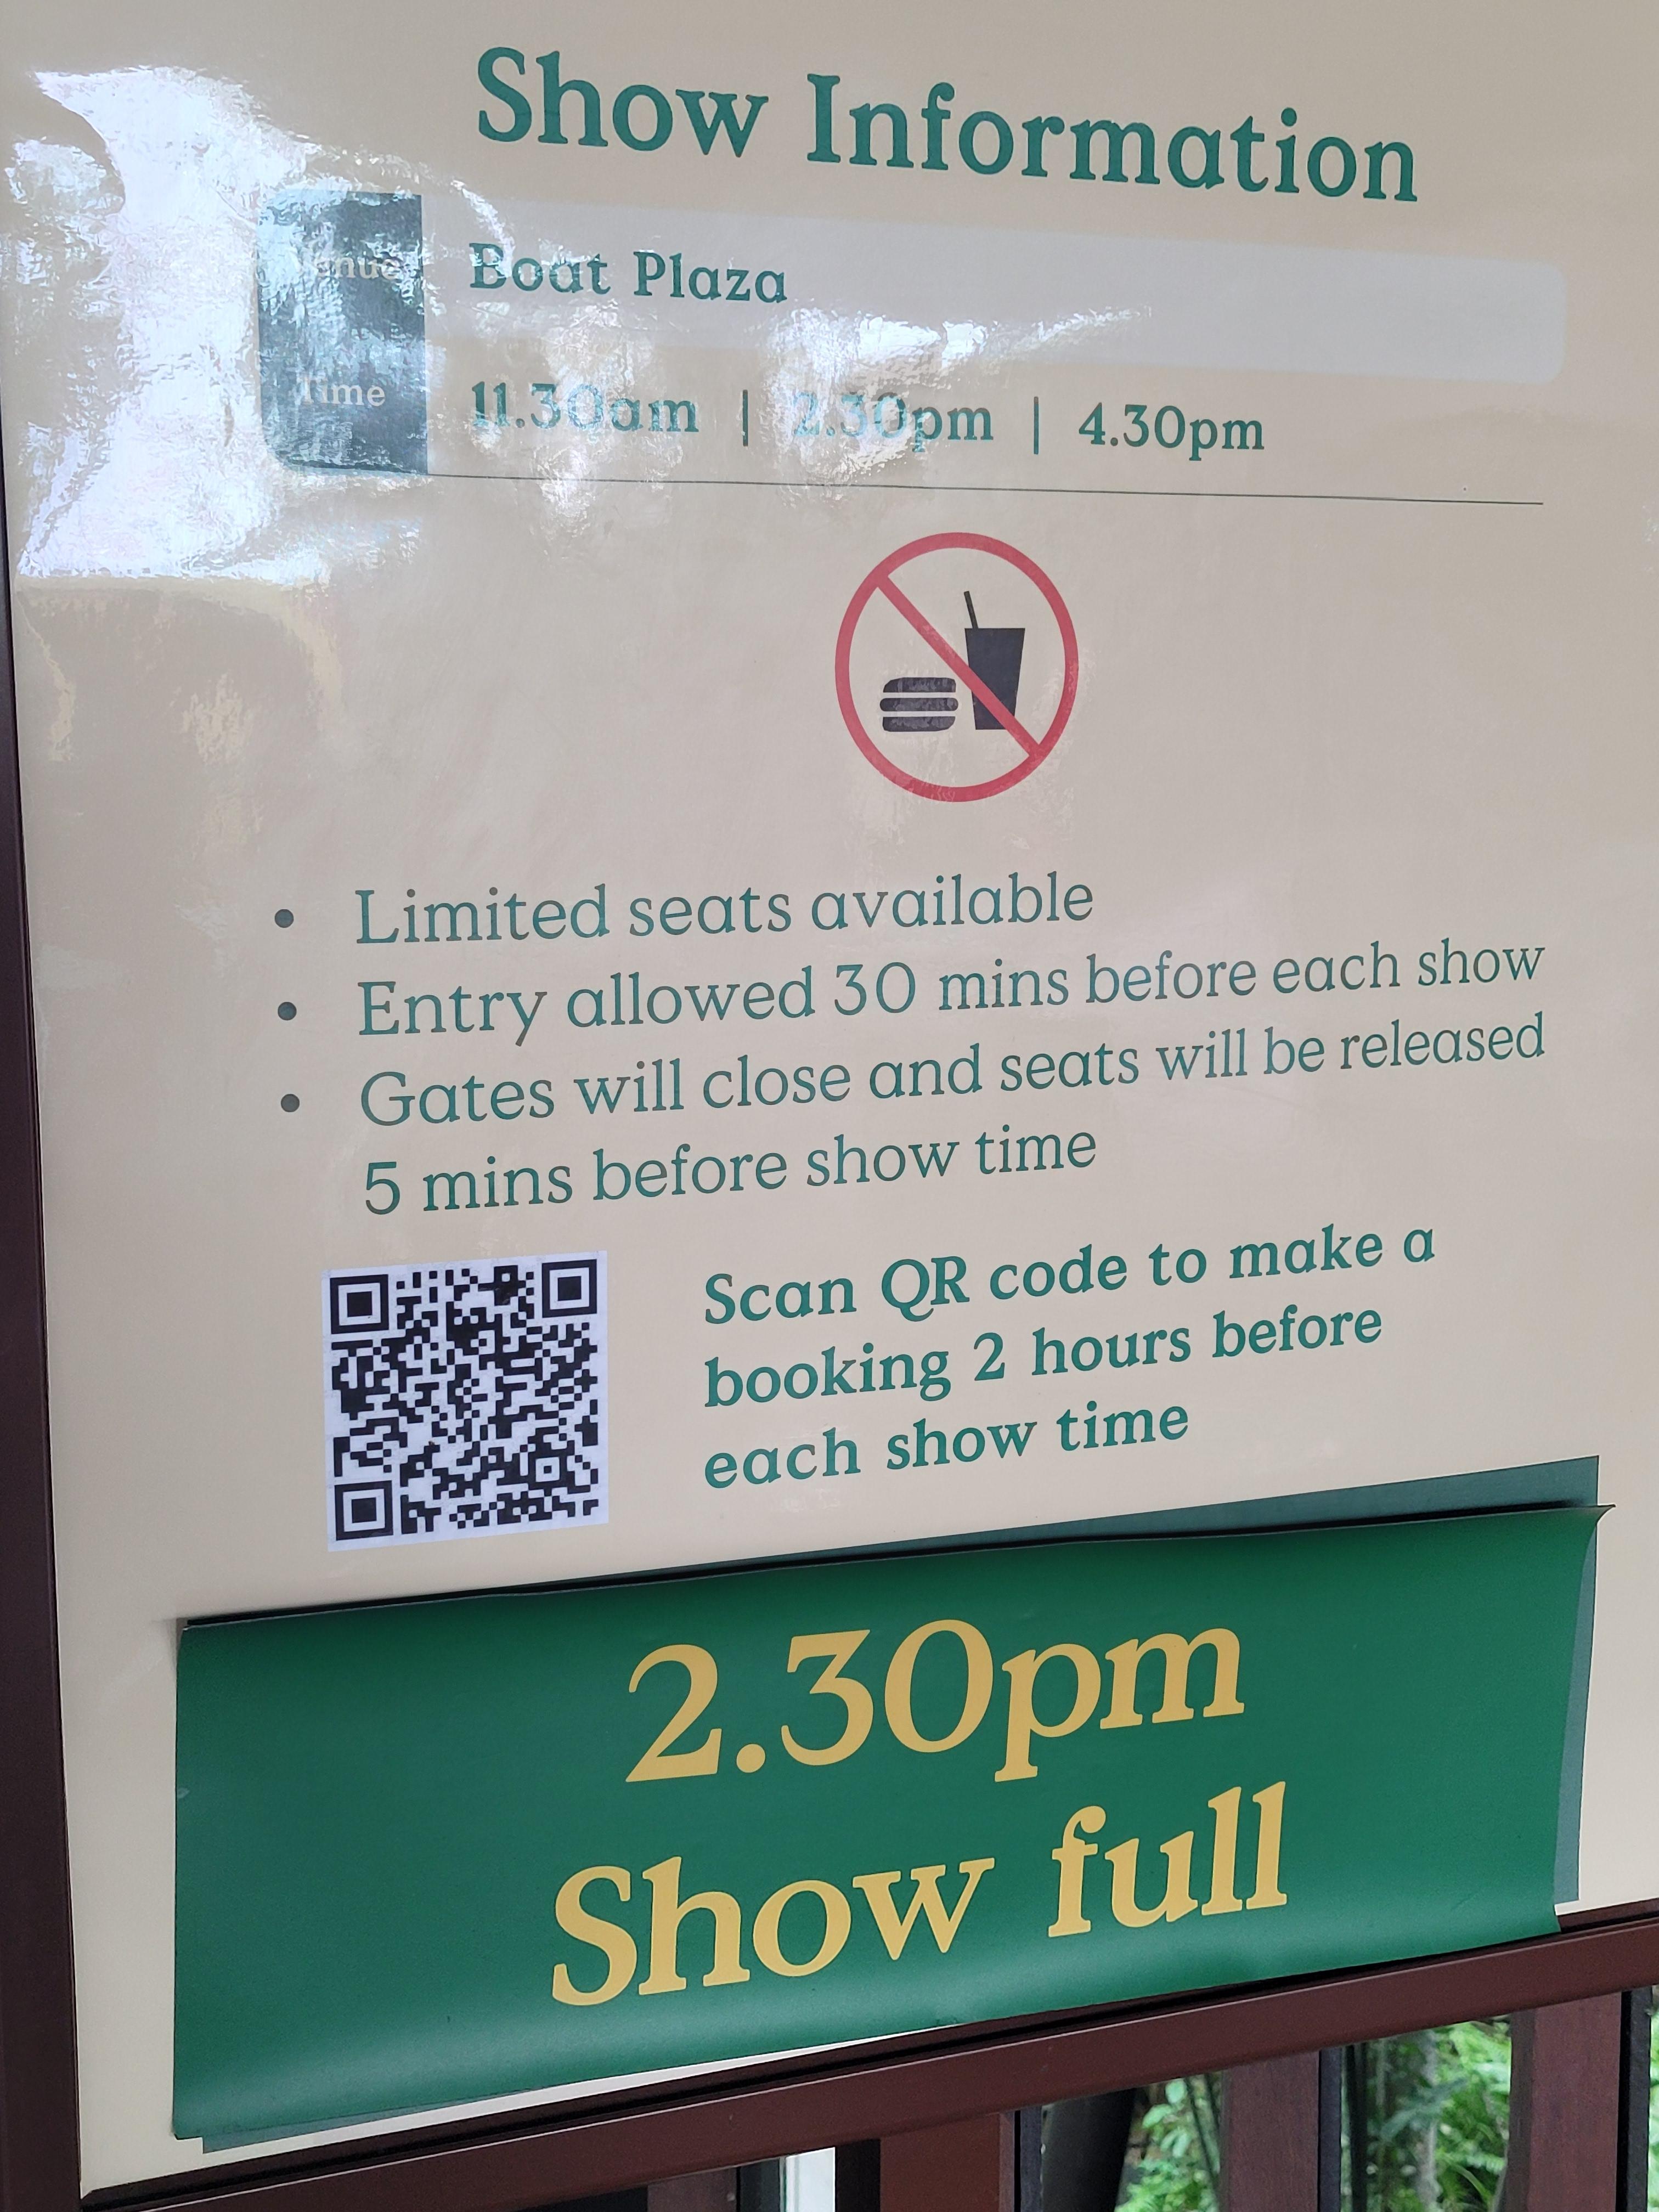 Show Information
Venue
Boat Plaza
Time
11.30am | 2.30pm | 4.30pm
• Limited seats available
• Entry allowed 30 mins before each show
• Gates will close and seats will be released
5 mins before show time
Scan QR code to make a
booking 2 hours before
each show time
2.30pm
Show full